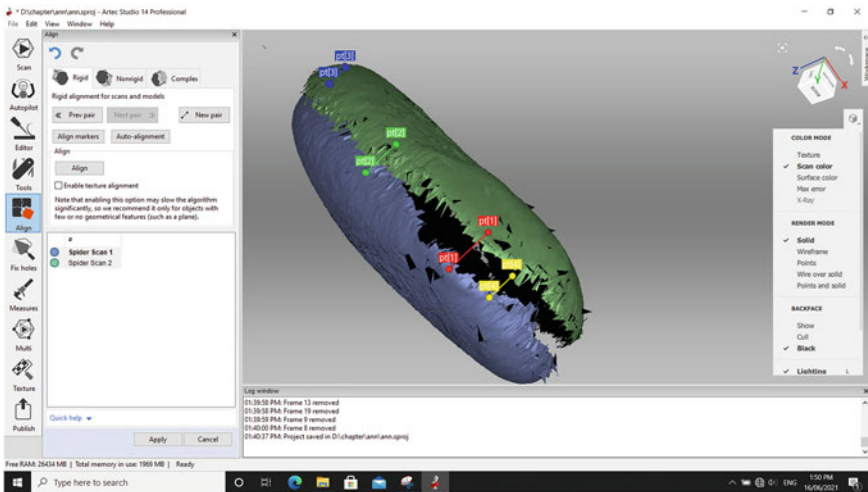 * D:\chapter\ann\ann.sproj - Artec Studio 14 Professional
File Edit View Window Help
Scan
Autopilot
Editor
Tools
Align
Fix holes
Measures
Multi
Texture
Publish
Align
Rigid Nonrigid Complex
Rigid alignment for scans and models
Prev pair Next pair New pair
Align markers Auto-alignment
Align
Align
Enable texture alignment
Note that enabling this option may slow the algorithm
significantly, so we recommend it only for objects with
few or no geometrical features (such as a plane).
#
Spider Scan 1
Spider Scan 2
Quick help
Apply Cancel
pt[3]
pt[3]
pt[2]
pt[2]
pt[1]
pt[1]
pt[4]
pt[4]
Z
X
BACK
Workspace
COLOR MODE
Texture
Scan color
Surface color
Max error
X-Ray
RENDER MODE
Solid
Wireframe
Points
Wire over solid
Points and solid
BACKFACE
Show
Cull
Black
Lighting L
Log window
01:39:58 PM: Frame 13 removed
01:39:58 PM: Frame 19 removed
01:39:59 PM: Frame 9 removed
01:40:00 PM: Frame 8 removed
01:40:37 PM: Project saved in D:\chapter\ann\ann.sproj
Free RAM: 26434 MB | Total memory in use: 1969 MB | Ready
Type here to search
ENG
1:50 PM
16/06/2021